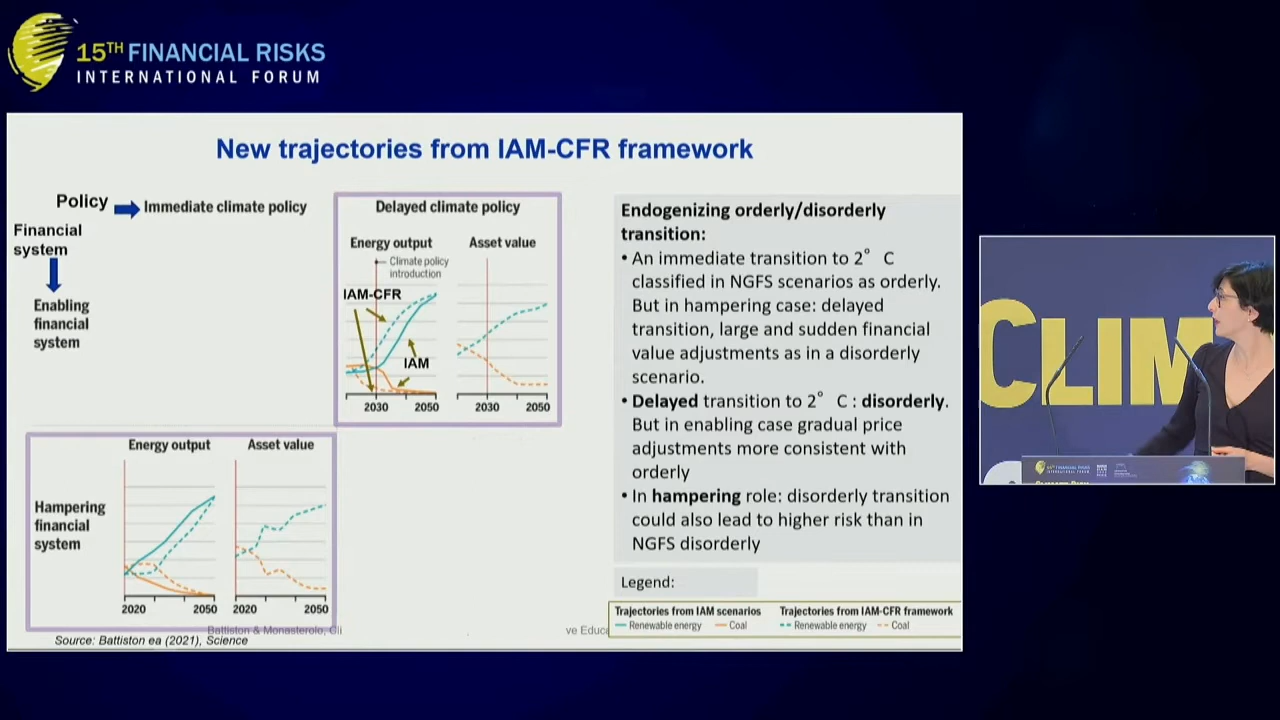 15TH FINANCIAL RISKS
INTERNATIONAL FORUM
New trajectories from IAM-CFR framework
Policy
Immediate climate policy
Financial
system
Enabling
financial
system
Delayed climate policy
Energy output
Asset value
Climate policy
introduction
IAM-CFR
IAM
2030
2050
2030
2050
Hampering
financial
system
Energy output
Asset value
2020
2050
2020
2050
Battiston & Monasterolo, Cli
ve Educa
Source: Battiston ea (2021), Science
Endogenizing orderly/disorderly
transition:
• An immediate transition to 2° C
classified in NGFS scenarios as orderly.
But in hampering case: delayed
transition, large and sudden financial
value adjustments as in a disorderly
scenario.
• Delayed transition to 2° C : disorderly.
But in enabling case gradual price
adjustments more consistent with
orderly
• In hampering role: disorderly transition
could also lead to higher risk than in
NGFS disorderly
Legend:
Trajectories from IAM scenarios
Renewable energy
Coal
Trajectories from IAM-CFR framework
Renewable energy
Coal
CLIM
15TH FINANCIAL RISKS
INTERNATIONAL FORUM